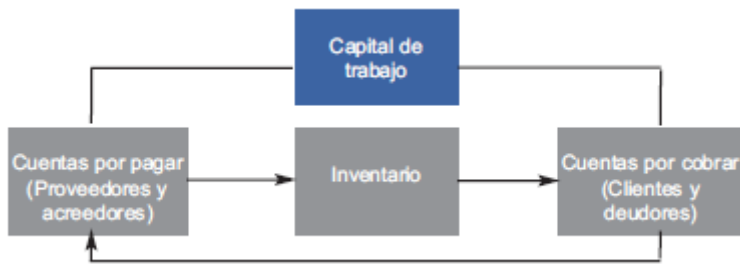 Capital de
trabajo
Cuentas por pagar
(Proveedores y
acreedores)
Inventario
Cuentas por cobrar
(Clientes y
deudores)